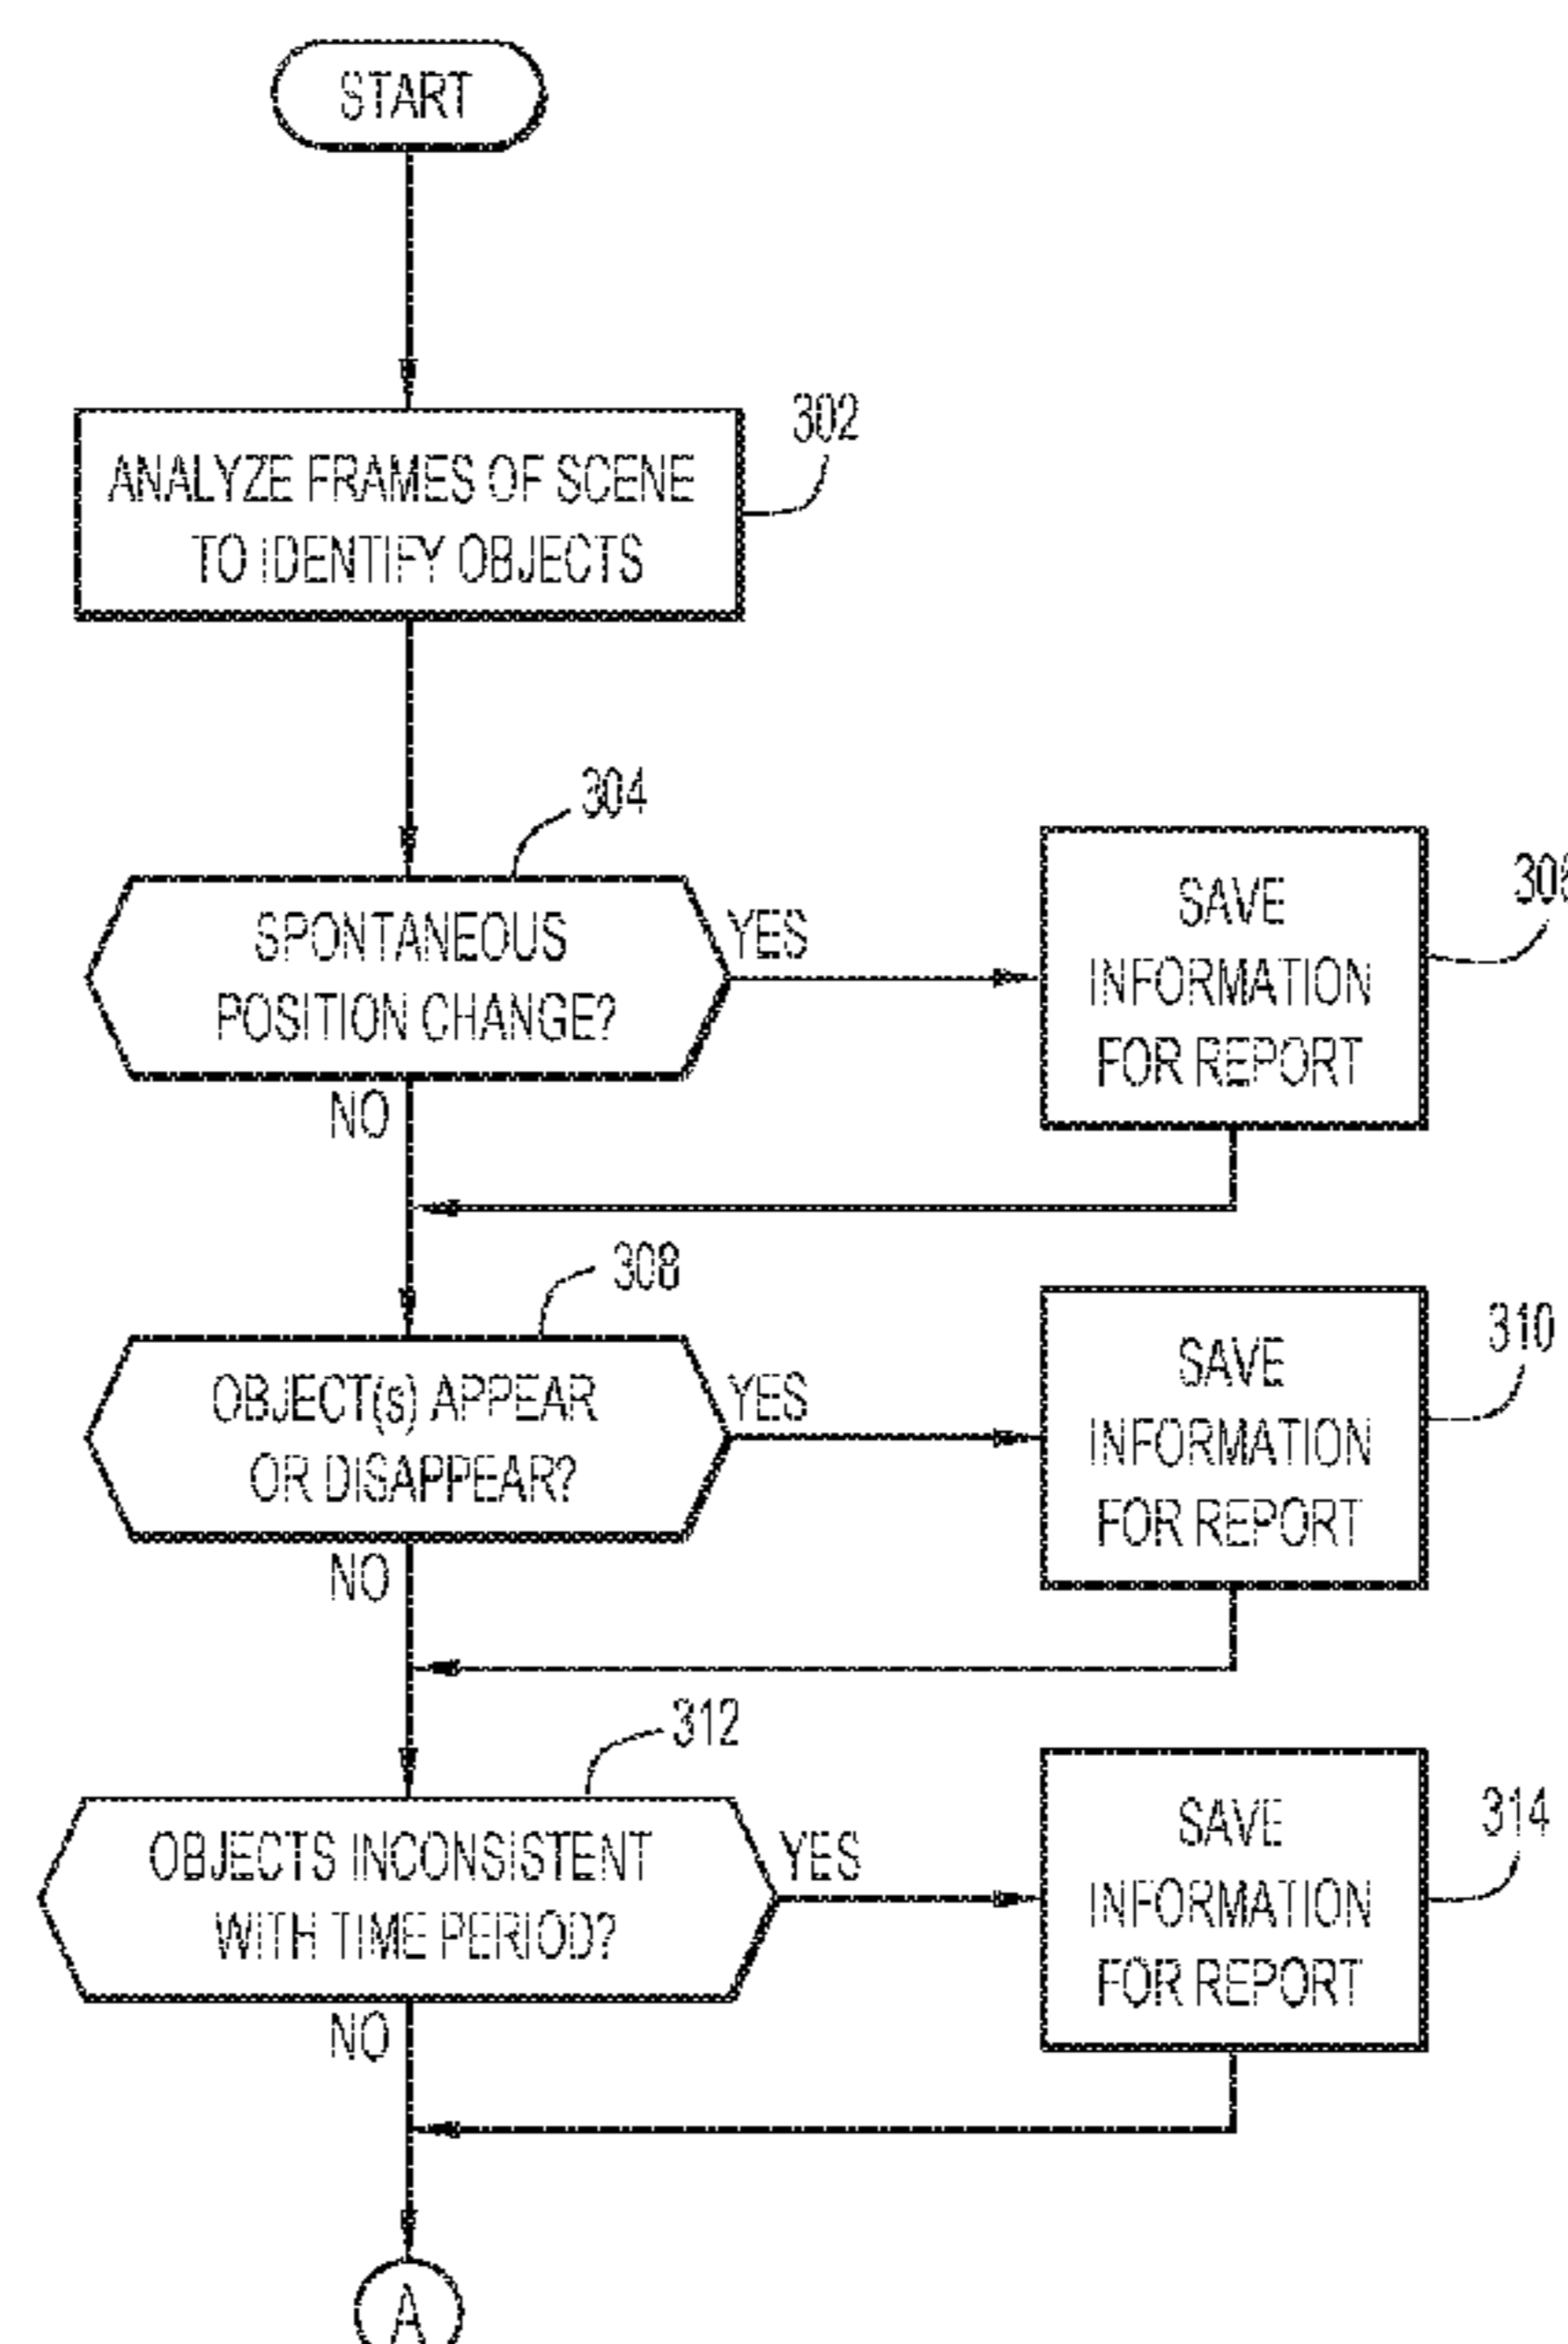 START
302
ANALYZE FRAMES OF SCENE
TO IDENTIFY OBJECTS
304
SPONTANEOUS
POSITION CHANGE?
YES
SAVE
INFORMATION
FOR REPORT
NO
308
OBJECT(s) APPEAR
OR DISAPPEAR?
YES
SAVE
INFORMATION
FOR REPORT
310
NO
312
OBJECTS INCONSISTENT
WITH TIME PERIOD?
YES
SAVE
INFORMATION
FOR REPORT
314
NO
A